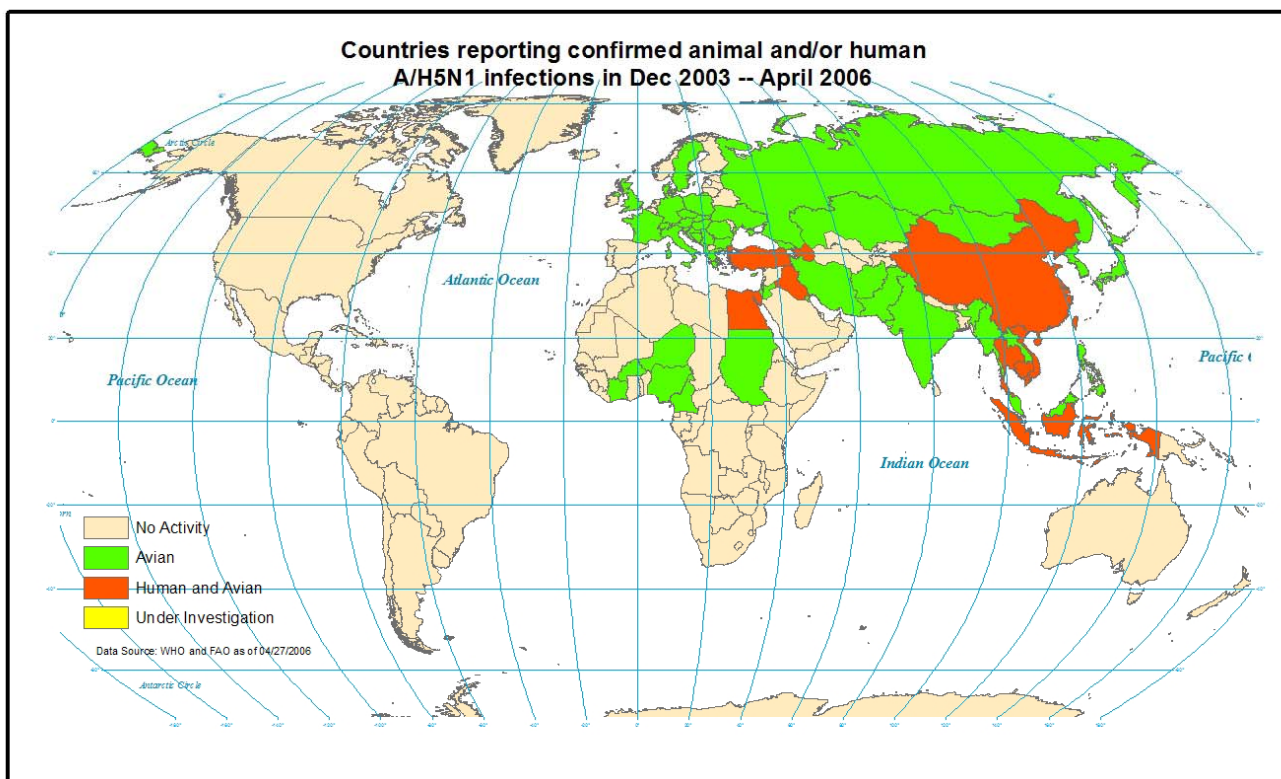 Countries reporting confirmed animal and/or human
A/H5N1 infections in Dec 2003 -- April 2006
Arctic Circle
Atlantic Ocean
Pacific Ocean
Pacific O
Indian Ocean
No Activity
Avian
Human and Avian
Under Investigation
Data Source: WHO and FAO as of 04/27/2006
Antarctic Circle